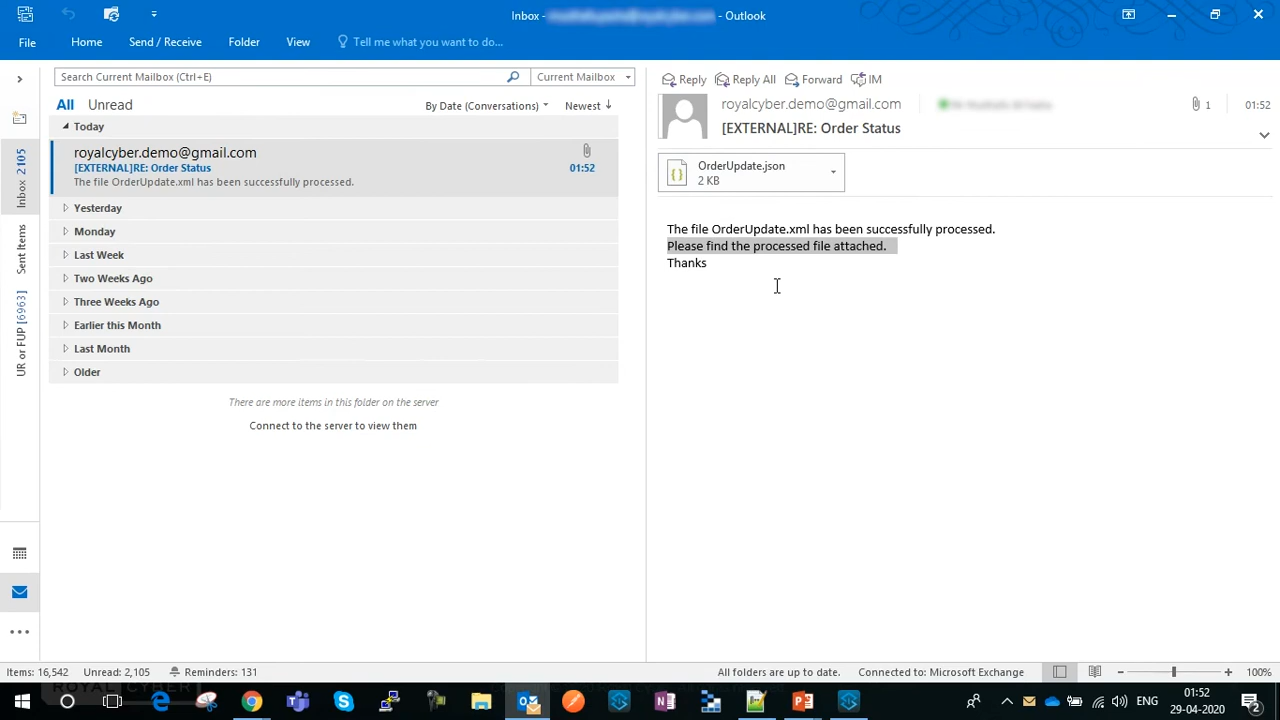 Inbox - - Outlook
File Home Send / Receive Folder View Tell me what you want to do...
Search Current Mailbox (Ctrl+E) Current Mailbox
All Unread By Date (Conversations) Newest
Today
royalcyber.demo@gmail.com
[EXTERNAL]RE: Order Status 01:52
The file OrderUpdate.xml has been successfully processed.
Yesterday
Monday
Last Week
Two Weeks Ago
Three Weeks Ago
Earlier this Month
Last Month
Older
There are more items in this folder on the server
Connect to the server to view them
Inbox 2105
Sent Items
UR or FUP [6963]
Reply Reply All Forward IM
royalcyber.demo@gmail.com 1 01:52
[EXTERNAL]RE: Order Status
OrderUpdate.json
2 KB
The file OrderUpdate.xml has been successfully processed.
Please find the processed file attached.
Thanks
Items: 16,542 Unread: 2,105 Reminders: 131 All folders are up to date. Connected to: Microsoft Exchange 100%
ROYAL CYBER
ENG
01:52
29-04-2020
2